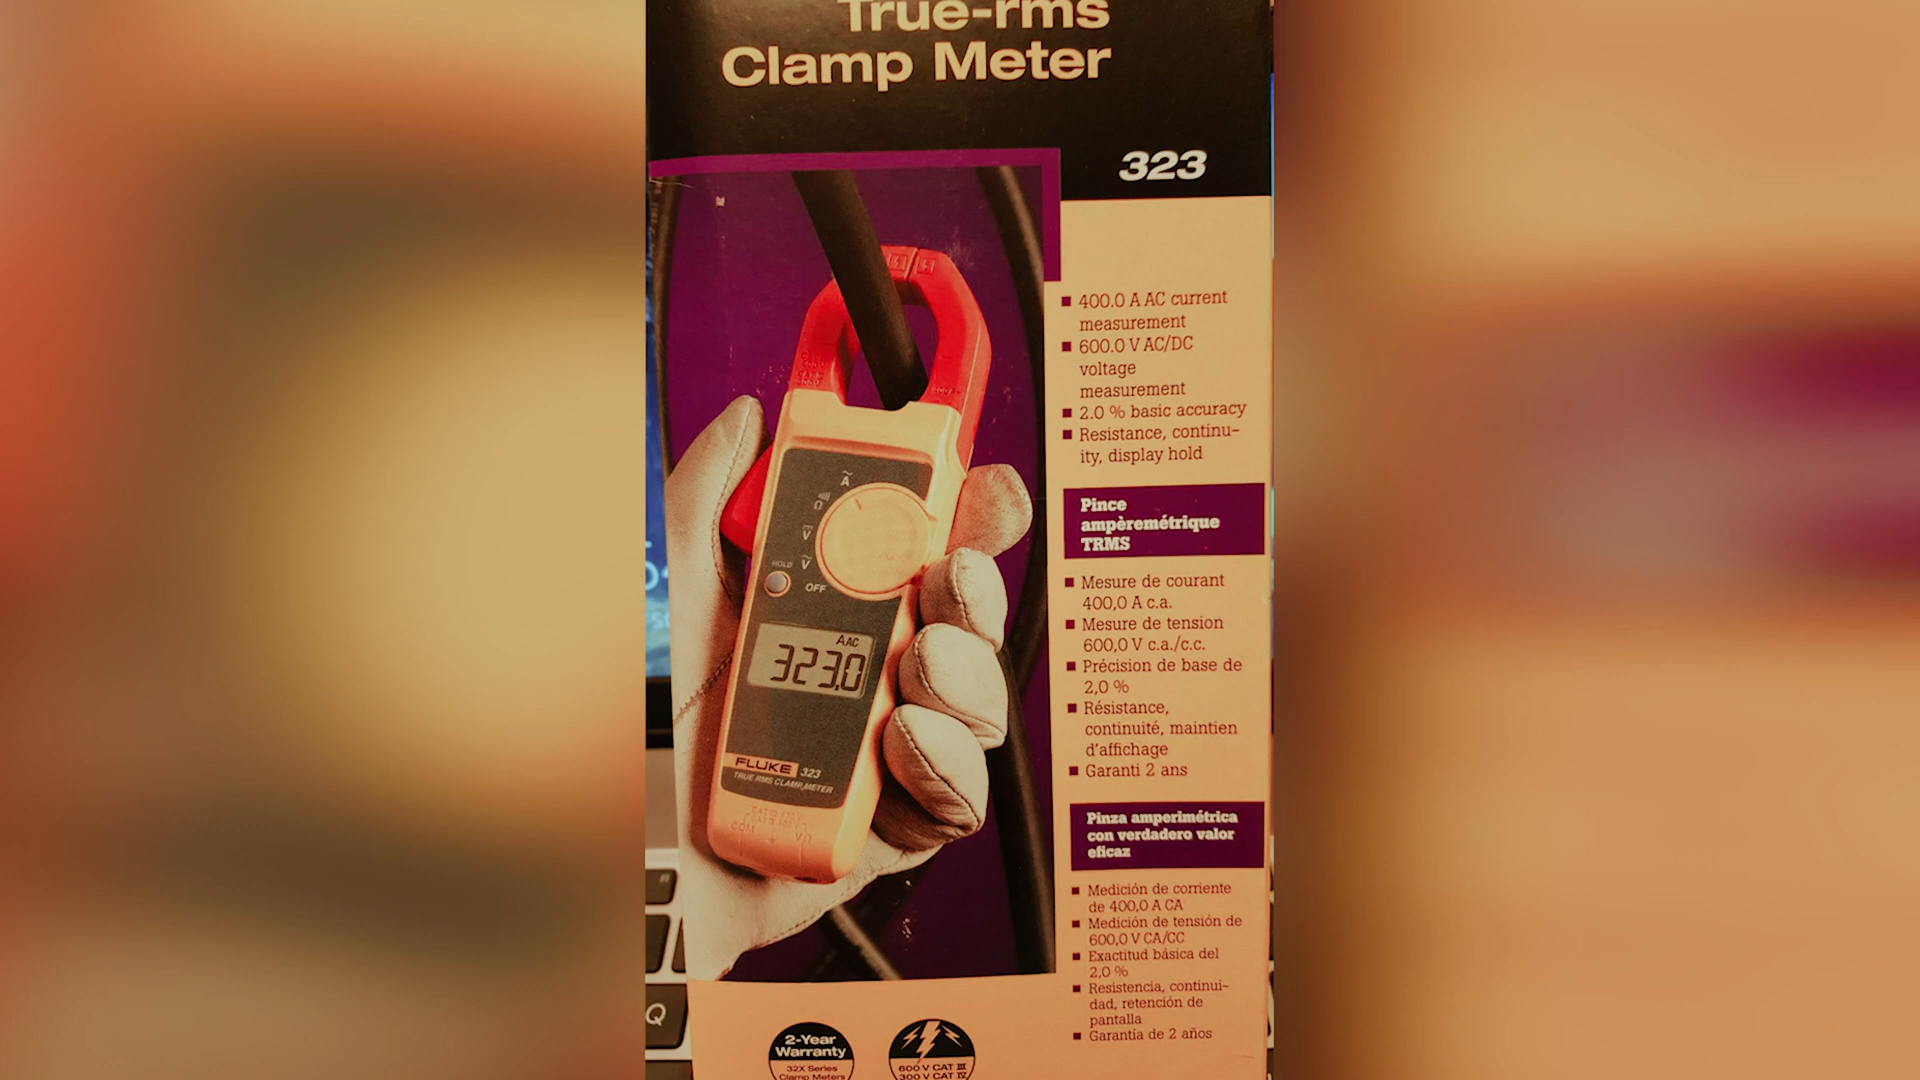 True-rms
Clamp Meter
323
400.0 A AC current
measurement
600.0 V AC/DC
voltage
measurement
2.0 % basic accuracy
Resistance, continu-
ity, display hold
Pince
ampèremétrique
TRMS
Mesure de courant
400,0 A c.a.
Mesure de tension
600,0 V c.a./c.c.
Précision de base de
2,0 %
Résistance,
continuité, maintien
d'affichage
Garanti 2 ans
Pinza amperimétrica
con verdadero valor
eficaz
Medición de corriente
de 400,0 A CA
Medición de tensión de
600,0 V CA/CC
Exactitud básica del
2,0 %
Resistencia, continui-
dad, retención de
pantalla
Garantía de 2 años
A
Ω
V
HOLD
V
OFF
AAC
323.0
FLUKE 323
TRUE RMS CLAMP METER
COM
VΩ
2-Year
Warranty
32X Series
Clamp Meters
600 V CAT III
300 V CAT IV
Q